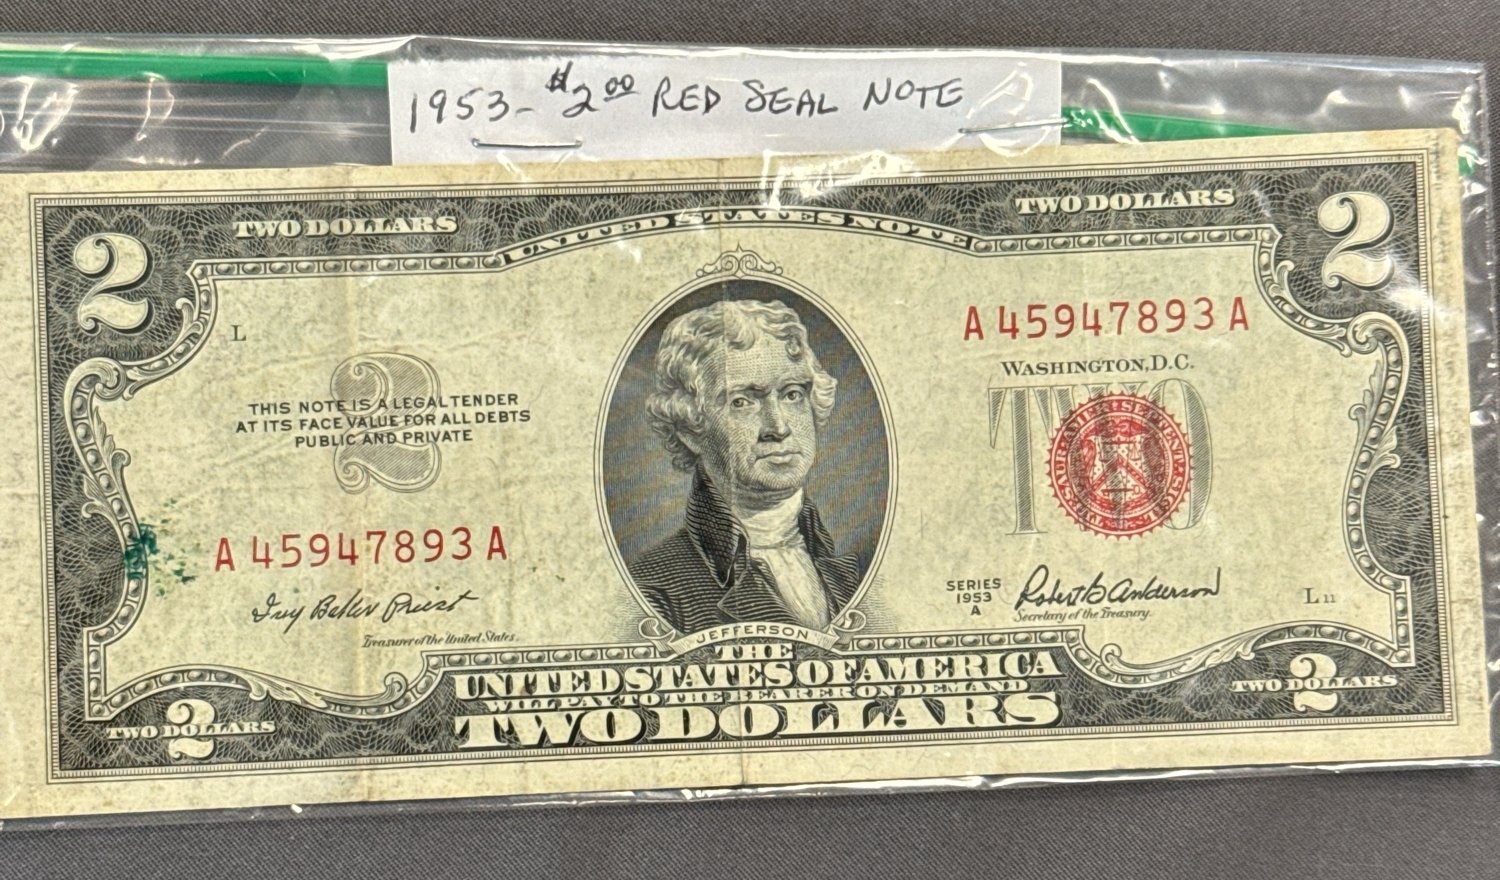 1953 - $2.00 RED SEAL NOTE
2 TWO DOLLARS UNITED STATES NOTE TWO DOLLARS 2
L
A 45947893 A
WASHINGTON, D.C.
2
THIS NOTE IS A LEGAL TENDER
AT ITS FACE VALUE FOR ALL DEBTS
PUBLIC AND PRIVATE
TWO
A 45947893 A
Ivy Baker Priest
Treasurer of the United States.
SERIES
1953
A
Robert B Anderson
Secretary of the Treasury.
L 11
JEFFERSON
THE
UNITED STATES OF AMERICA
WILL PAY TO THE BEARER ON DEMAND
TWO DOLLARS
TWO DOLLARS 2
TWO DOLLARS 2